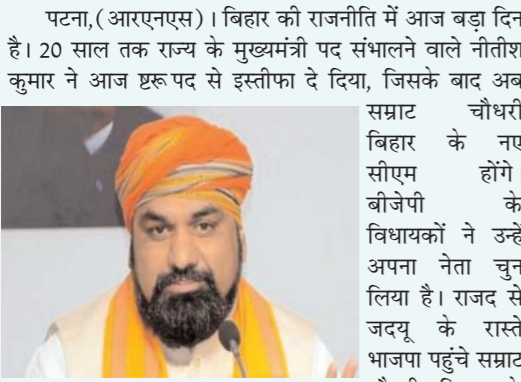 पटना,(आरएनएस)। बिहार की राजनीति में आज बड़ा दिन
है। 20 साल तक राज्य के मुख्यमंत्री पद संभालने वाले नीतीश
कुमार ने आज ष्टरू पद से इस्तीफा दे दिया, जिसके बाद अब
सम्राट चौधरी
बिहार के नए
सीएम होंगे।
बीजेपी के
विधायकों ने उन्हें
अपना नेता चुन
लिया है। राजद से
जदयू के रास्ते
भाजपा पहुंचे सम्राट